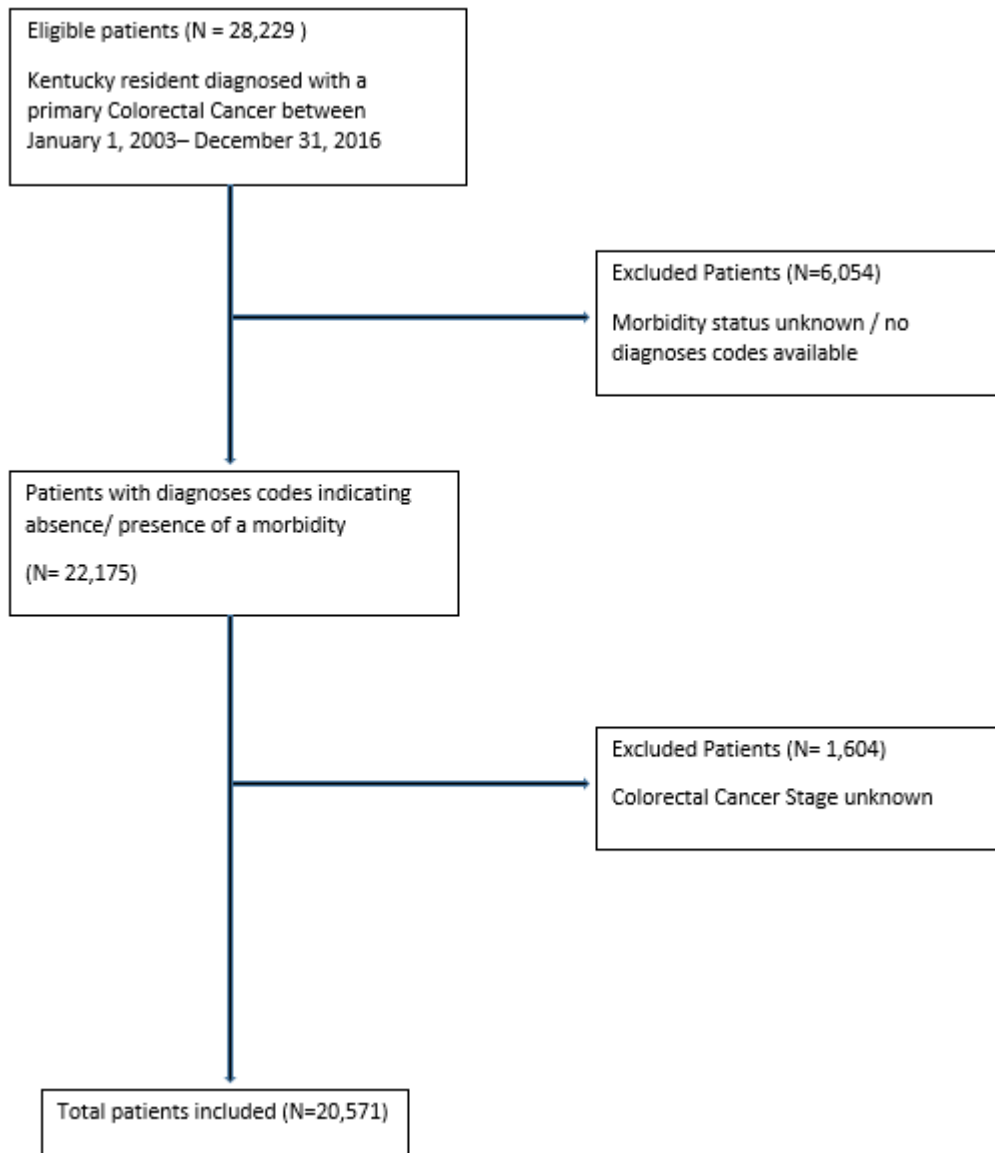 Eligible patients (N = 28,229 )
Kentucky resident diagnosed with a
primary Colorectal Cancer between
January 1, 2003– December 31, 2016
Excluded Patients (N=6,054)
Morbidity status unknown / no
diagnoses codes available
Patients with diagnoses codes indicating
absence/ presence of a morbidity
(N= 22,175)
Excluded Patients (N= 1,604)
Colorectal Cancer Stage unknown
Total patients included (N=20,571)